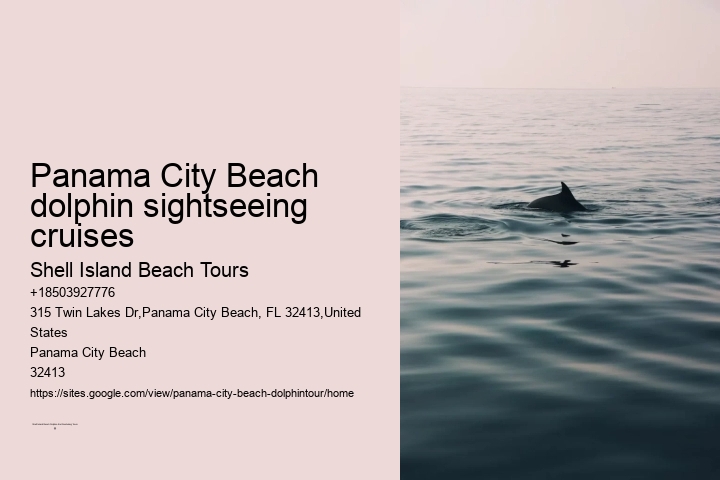 Panama City Beach
dolphin sightseeing
cruises
Shell Island Beach Tours
+18503927776
315 Twin Lakes Dr,Panama City Beach, FL 32413,United
States
Panama City Beach
32413
https://sites.google.com/view/panama-city-beach-dolphintour/home